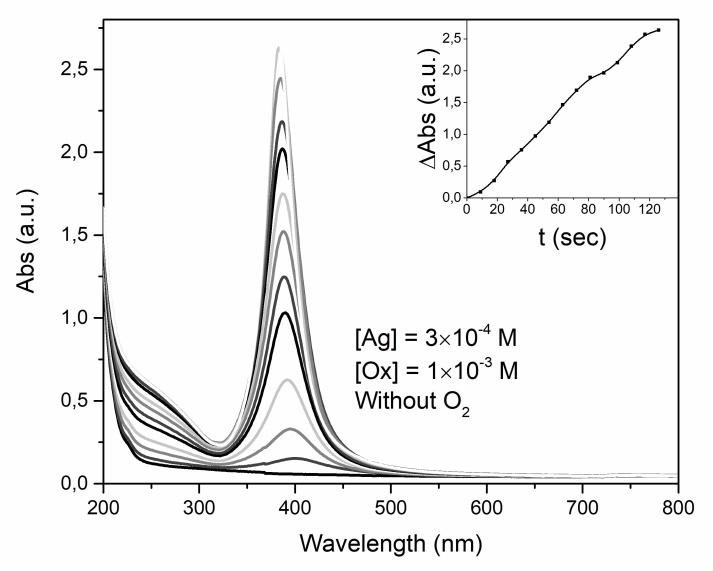 2,5
2,0
1,5
1,0
0,5
0,0
Abs (a.u.)
200 300 400 500 600 700 800
Wavelength (nm)
2,5
2,0
1,5
1,0
0,5
0,0
ΔAbs (a.u.)
0 20 40 60 80 100 120
t (sec)
[Ag] = 3×10⁻⁴ M
[Ox] = 1×10⁻³ M
Without O₂